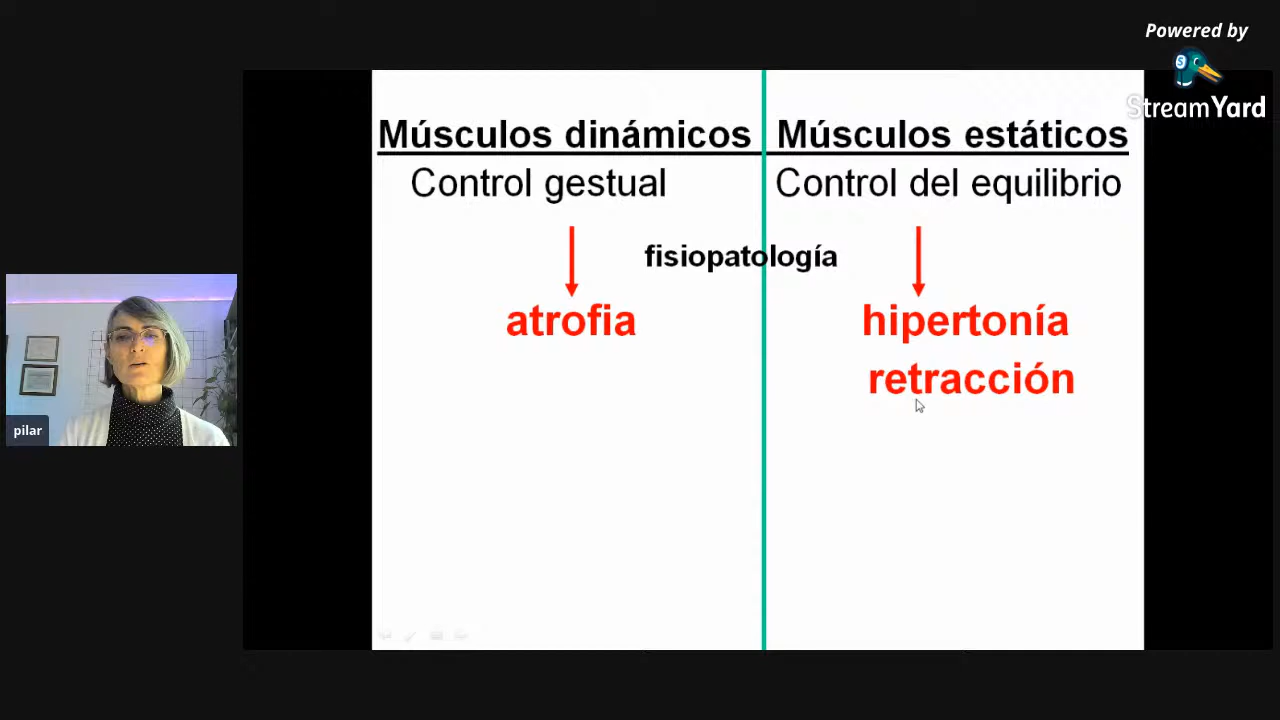 Powered by
StreamYard
Músculos dinámicos
Músculos estáticos
Control gestual
Control del equilibrio
fisiopatología
atrofia
hipertonía
retracción
pilar